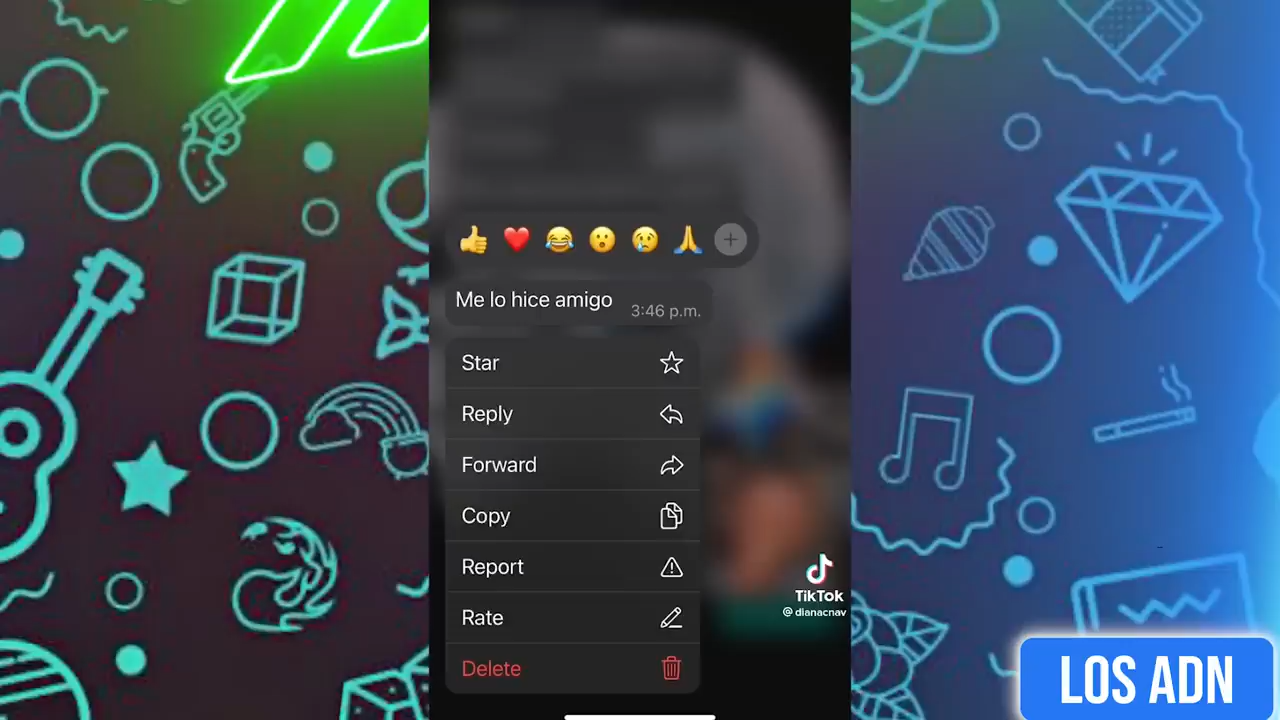 Me lo hice amigo
3:46 p.m.
Star
Reply
Forward
Copy
Report
Rate
Delete
TikTok
@ dianacnav
LOS ADN